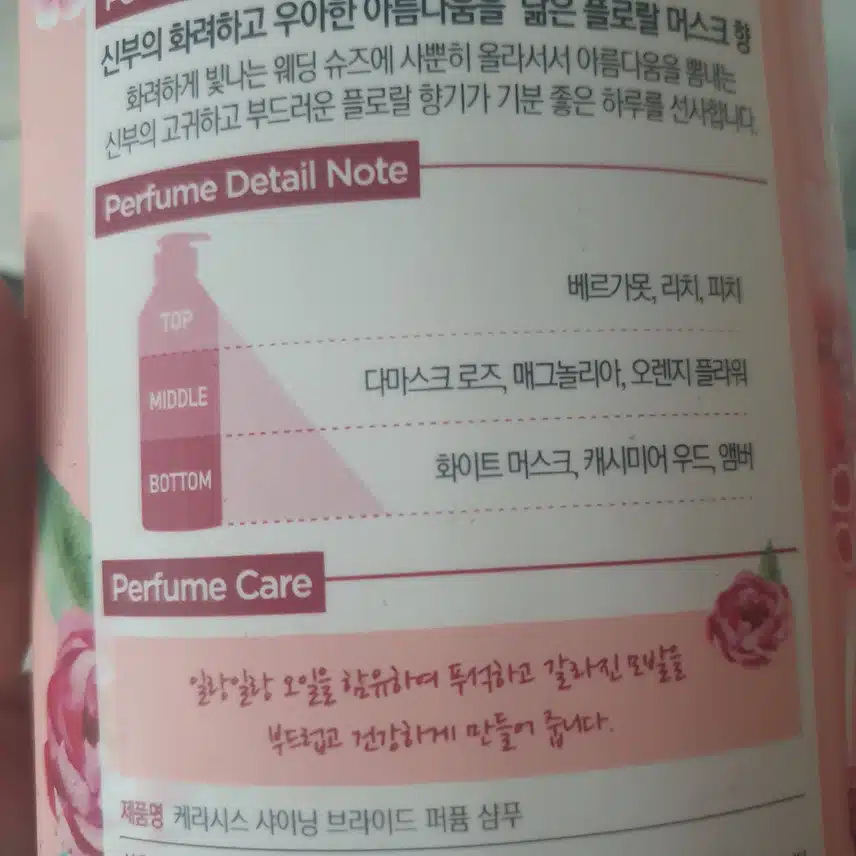 신부의 화려하고 우아한 아름다움을 닮은 플로랄 머스크 향
화려하게 빛나는 웨딩 슈즈에 사뿐히 올라서서 아름다움을 뽐내는
신부의 고귀하고 부드러운 플로랄 향기가 기분 좋은 하루를 선사합니다.
Perfume Detail Note
TOP
베르가못, 리치, 피치
MIDDLE
다마스크 로즈, 매그놀리아, 오렌지 플라워
BOTTOM
화이트 머스크, 캐시미어 우드, 앰버
Perfume Care
일랑일랑 오일을 함유하여 푸석하고 갈라진 모발을
부드럽고 건강하게 만들어 줍니다.
제품명 케라시스 샤이닝 브라이드 퍼퓸 샴푸